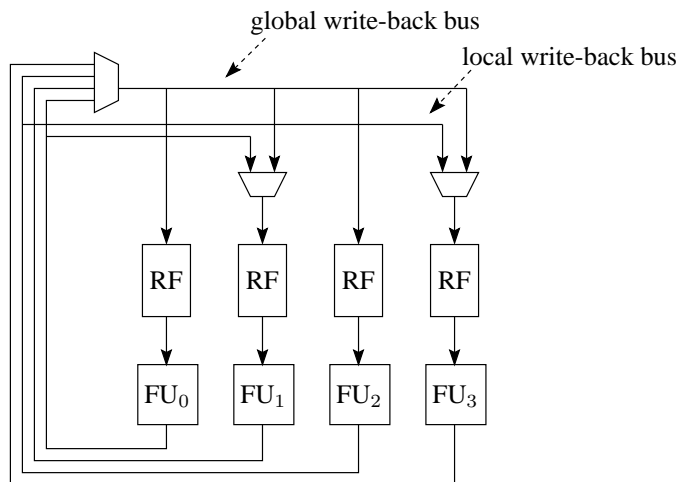 global write-back bus
local write-back bus
RF RF RF RF
FU₀ FU₁ FU₂ FU₃